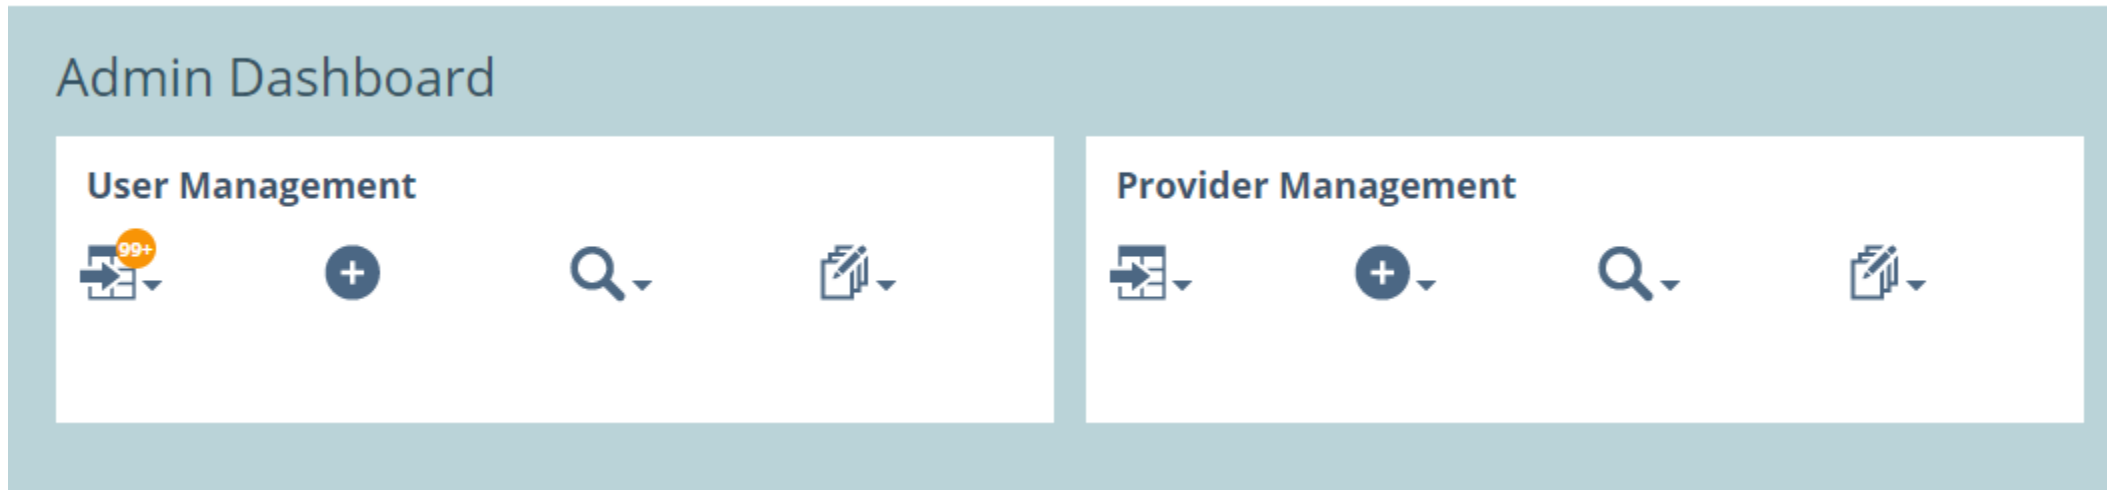 Admin Dashboard
User Management
99+
Provider Management